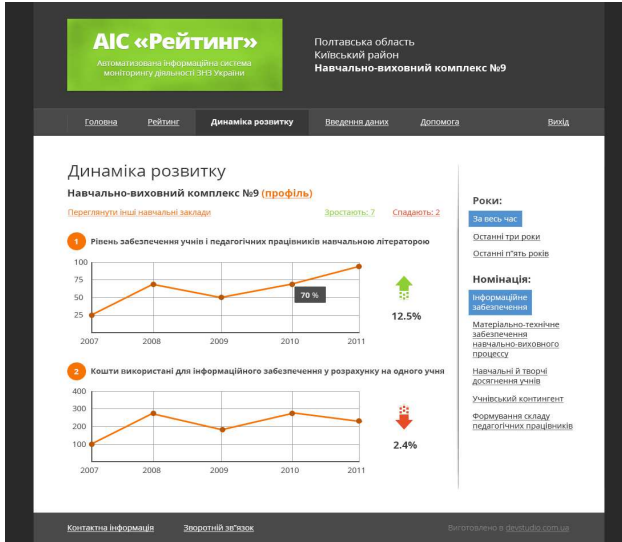 АІС «Рейтинг»
Автоматизована інформаційна система
моніторингу діяльності ЗНЗ України
Полтавська область
Київський район
Навчально-виховний комплекс №9
Головна Рейтинг Динаміка розвитку Введення даних Допомога Вихід
Динаміка розвитку
Навчально-виховний комплекс №9 (профіль)
Переглянути інші навчальні заклади Зростають: 7 Спадають: 2
1 Рівень забезпечення учнів і педагогічних працівників навчальною літераторою
100
75
50
25
70 %
12.5%
2007 2008 2009 2010 2011
2 Кошти використані для інформаційного забезпечення у розрахунку на одного учня
400
300
200
100
2.4%
2007 2008 2009 2010 2011
Роки:
За весь час
Останні три роки
Останні п"ять років
Номінація:
Інформаційне
забезпечення
Матеріально-технічне
забезпечення
навчально-виховного
процессу
Навчальні й творчі
досягнення учнів
Учнівський контингент
Формування складу
педагогічних працівників
Контактна інформація Зворотній зв"язок Виготовлено в devstudio.com.ua